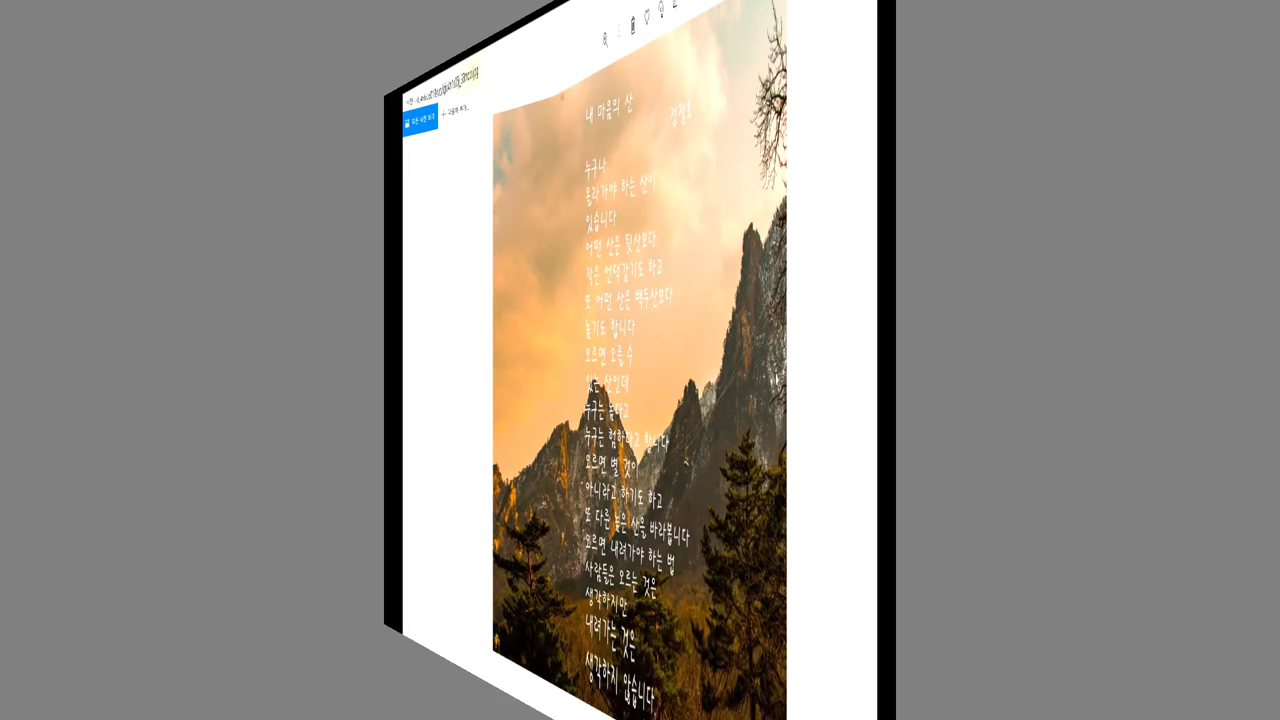 모든 사진 보기
내 마음의 산
누구나
올라가야 하는 산이
있습니다
어떤 산은 뒷산보다
작은 언덕같기도 하고
또 어떤 산은 백두산보다
높기도 합니다
오르면 오를 수
있는 산인데
누구는 높다고
누구는 험하다고 합니다
오르면 별 것이
아니라고 하기도 하고
또 다른 높은 산을 바라봅니다
오르면 내려가야 하는 법
사람들은 오르는 것은
생각하지만
내려가는 것은
생각하지 않습니다